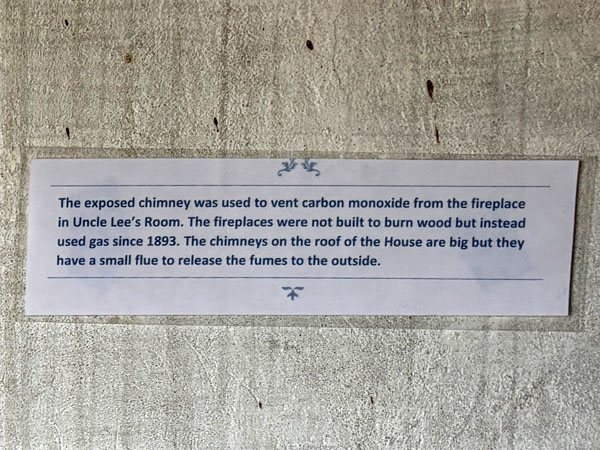 The exposed chimney was used to vent carbon monoxide from the fireplace
in Uncle Lee's Room. The fireplaces were not built to burn wood but instead
used gas since 1893. The chimneys on the roof of the House are big but they
have a small flue to release the fumes to the outside.